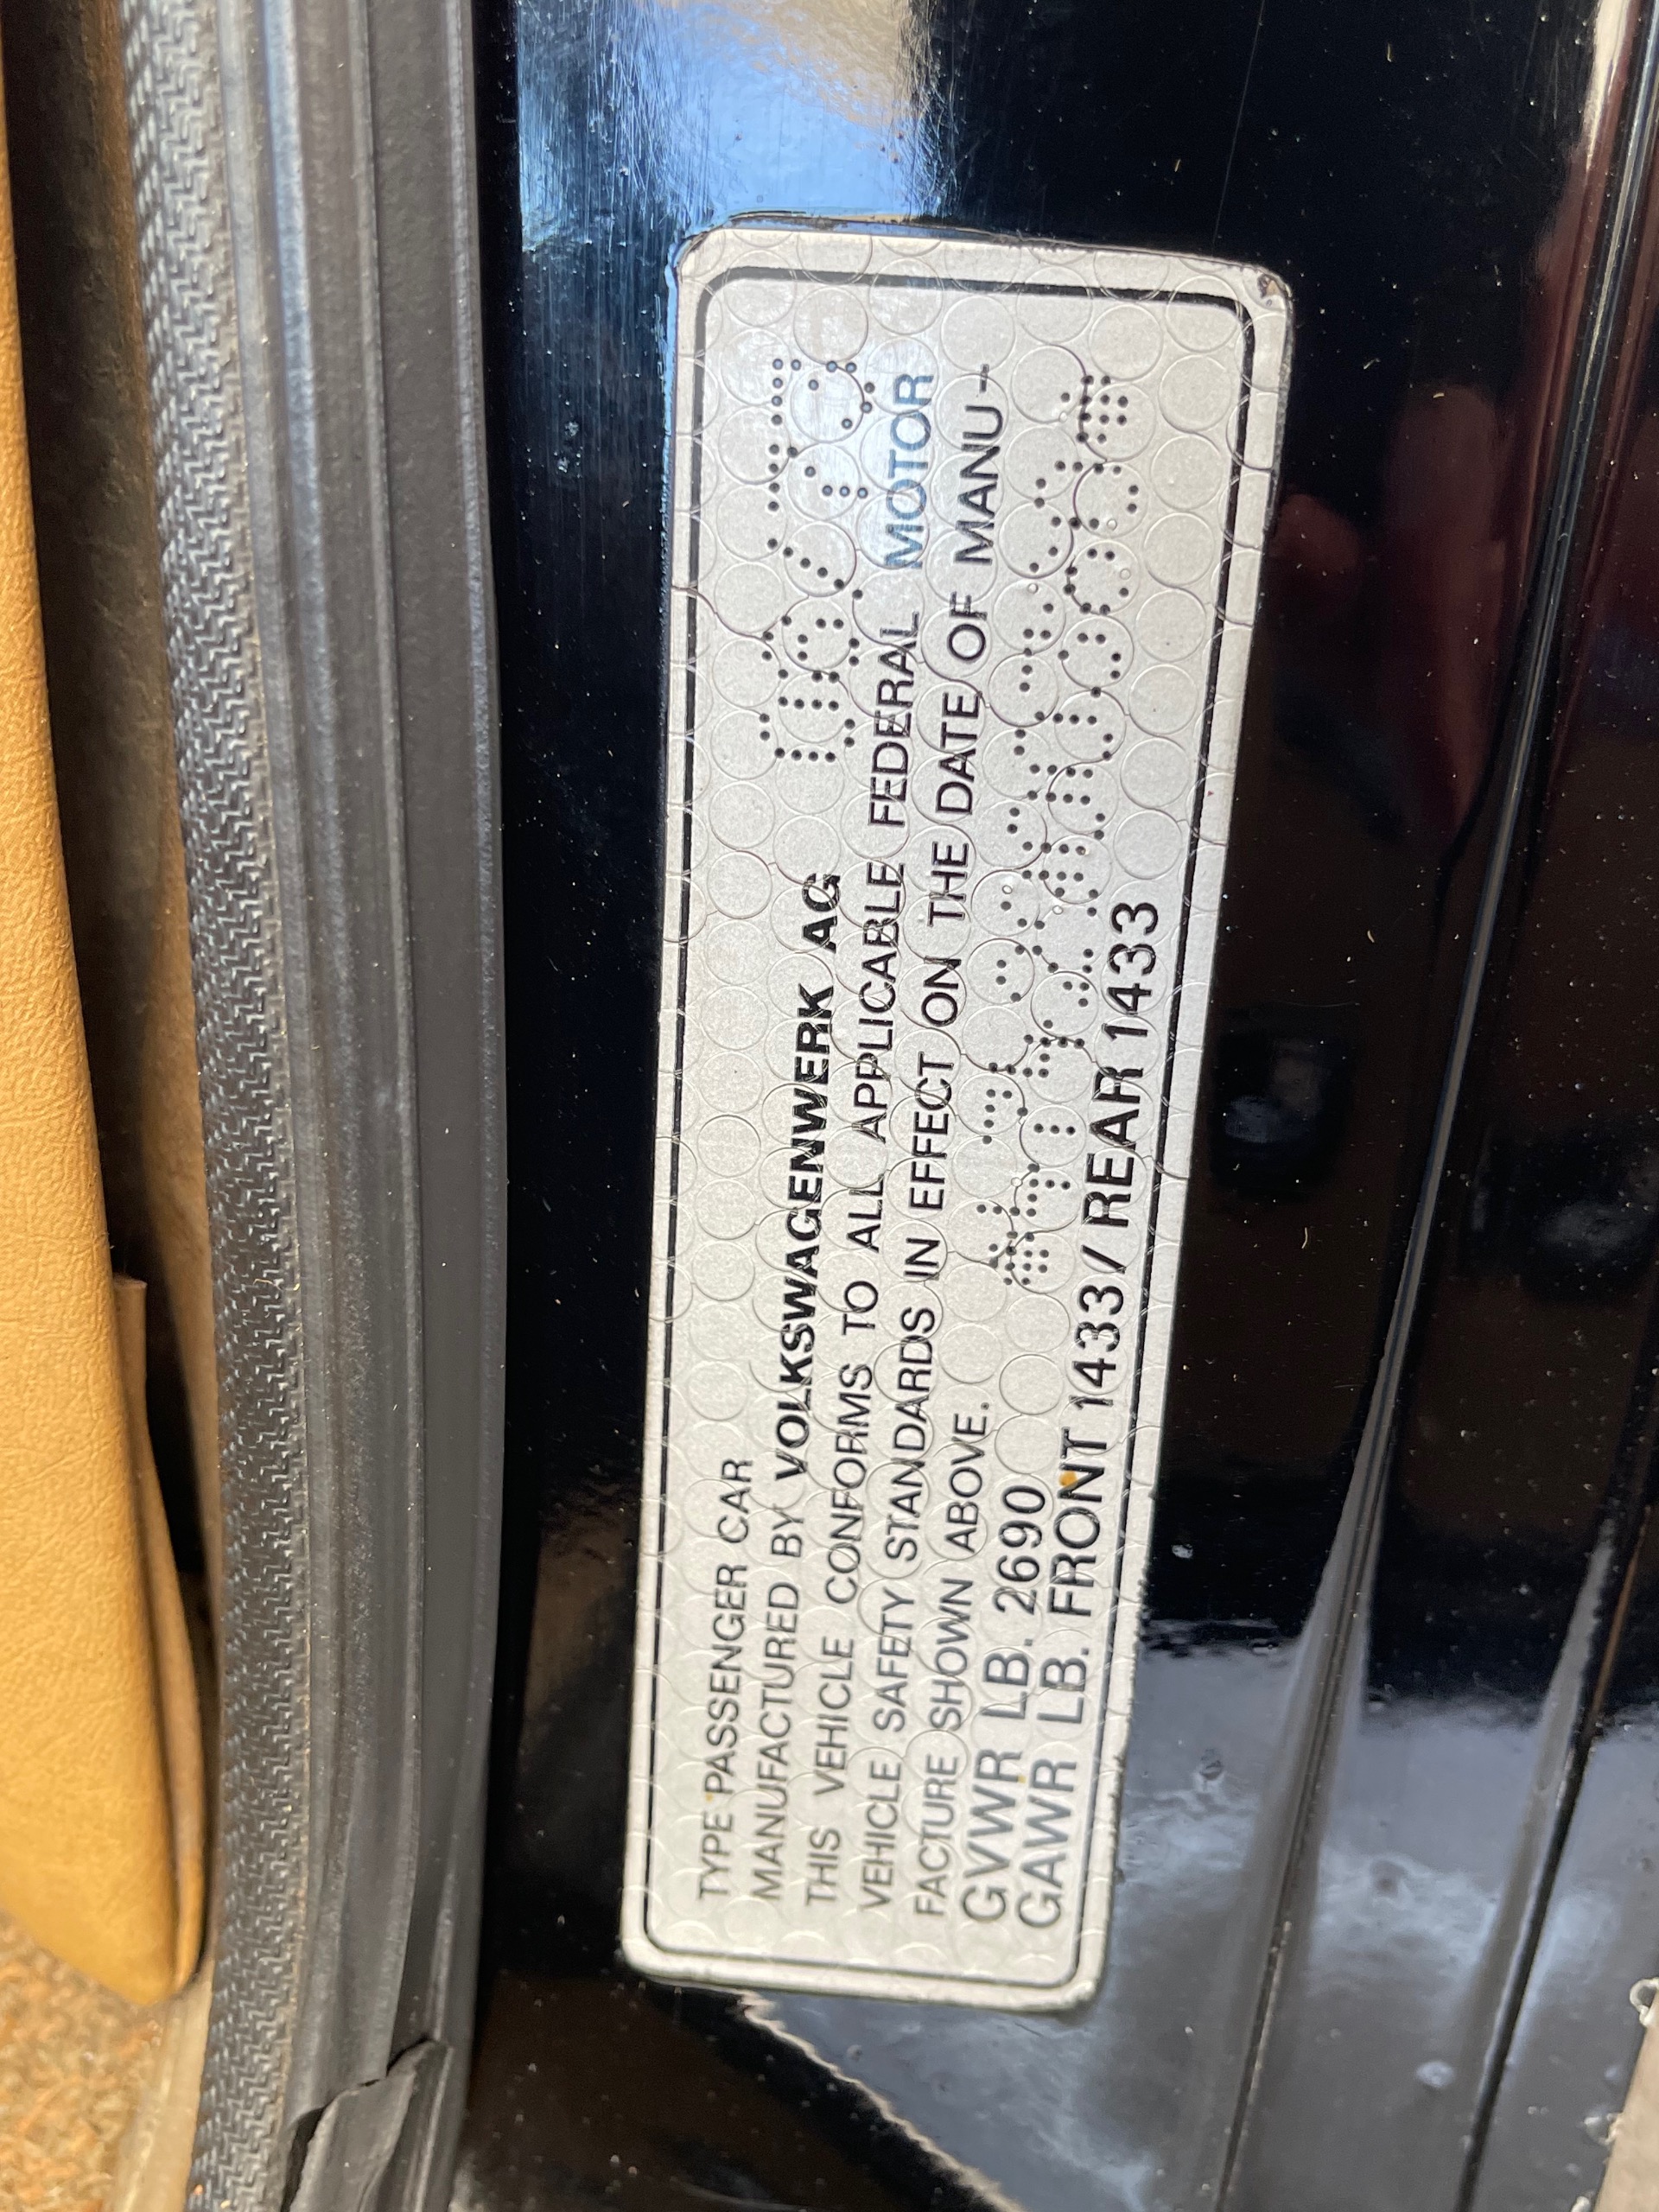 TYPE PASSENGER CAR
MANUFACTURED BY VOLKSWAGENWERK AG
THIS VEHICLE CONFORMS TO ALL APPLICABLE FEDERAL MOTOR
VEHICLE SAFETY STANDARDS IN EFFECT ON THE DATE OF MANU-
FACTURE SHOWN ABOVE.
GVWR LB. 2690
GAWR LB. FRONT 1433/ REAR 1433